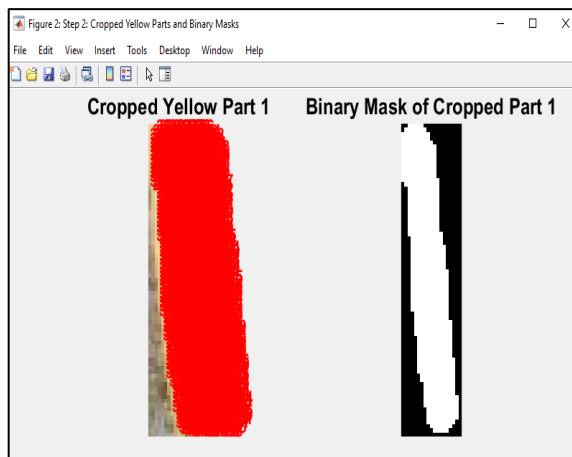 Figure 2: Step 2: Cropped Yellow Parts and Binary Masks
File Edit View Insert Tools Desktop Window Help
Cropped Yellow Part 1
Binary Mask of Cropped Part 1